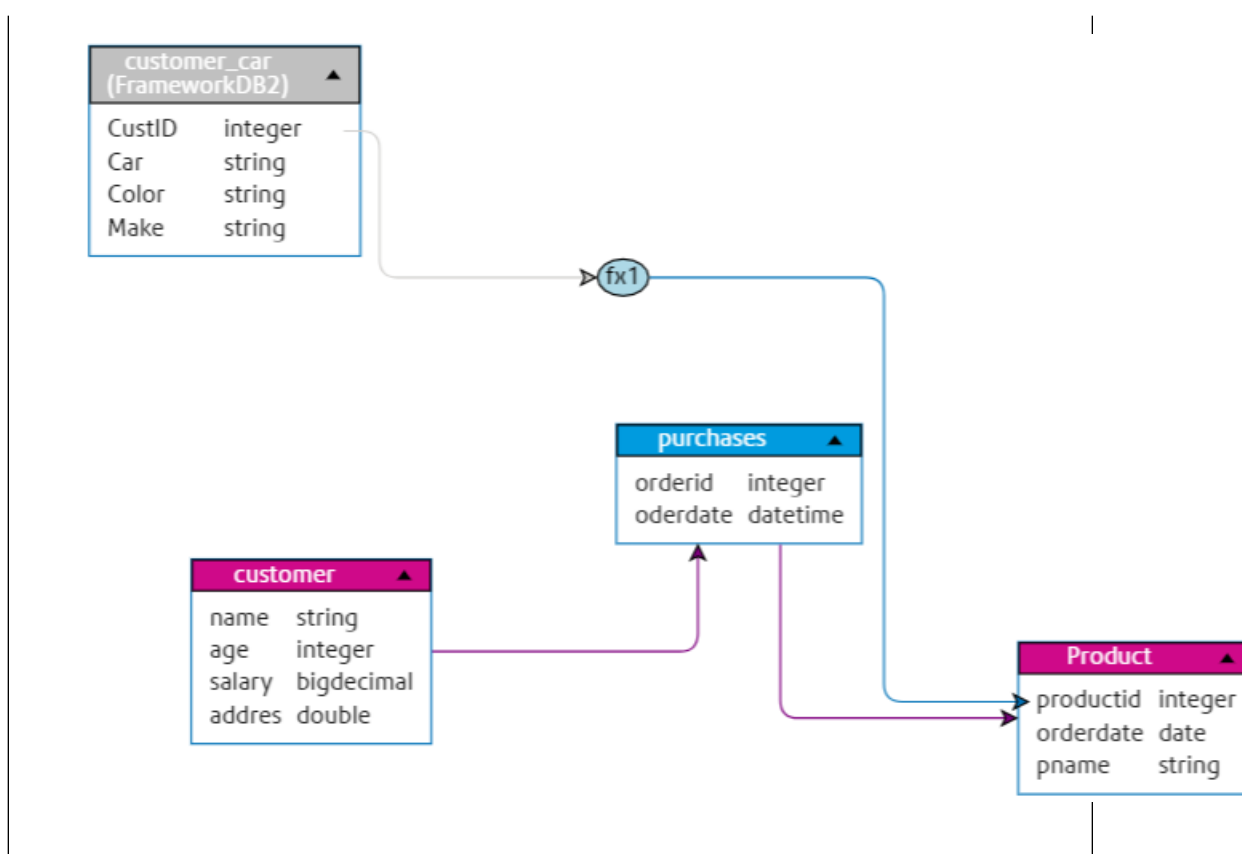 customer_car
(FrameworkDB2)
CustID integer
Car string
Color string
Make string
fx1
purchases
orderid integer
oderdate datetime
customer
name string
age integer
salary bigdecimal
addres double
Product
productid integer
orderdate date
pname string